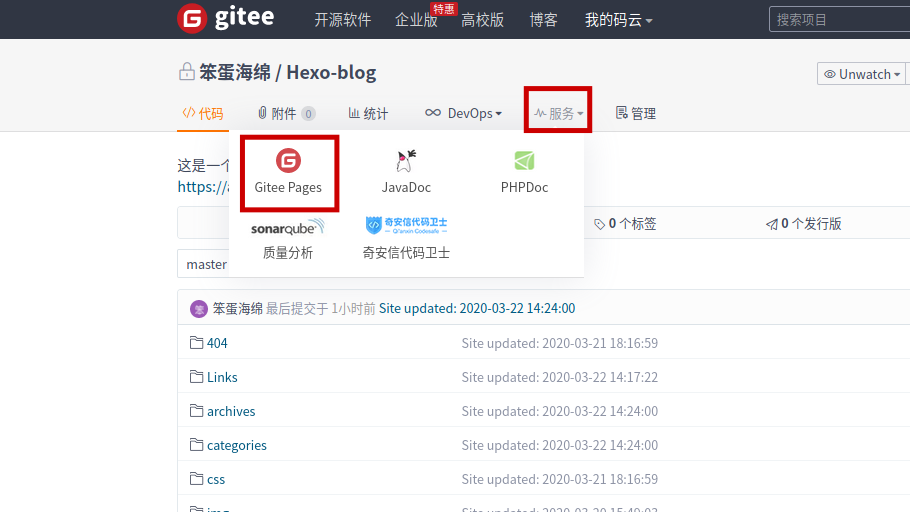 gitee 开源软件 企业版 特惠 高校版 博客 我的码云 搜索项目
笨蛋海绵 / Hexo-blog Unwatch
代码 附件 0 统计 DevOps 服务 管理
这是一个
Gitee Pages JavaDoc PHPDoc
https://
sonarqube 奇安信代码卫士 Qi'anxin Codesafe 0 个标签 0 个发行版
质量分析 奇安信代码卫士
master
笨 笨蛋海绵 最后提交于 1小时前 Site updated: 2020-03-22 14:24:00
404 Site updated: 2020-03-21 18:16:59
Links Site updated: 2020-03-22 14:17:22
archives Site updated: 2020-03-22 14:24:00
categories Site updated: 2020-03-22 14:24:00
css Site updated: 2020-03-21 18:16:59